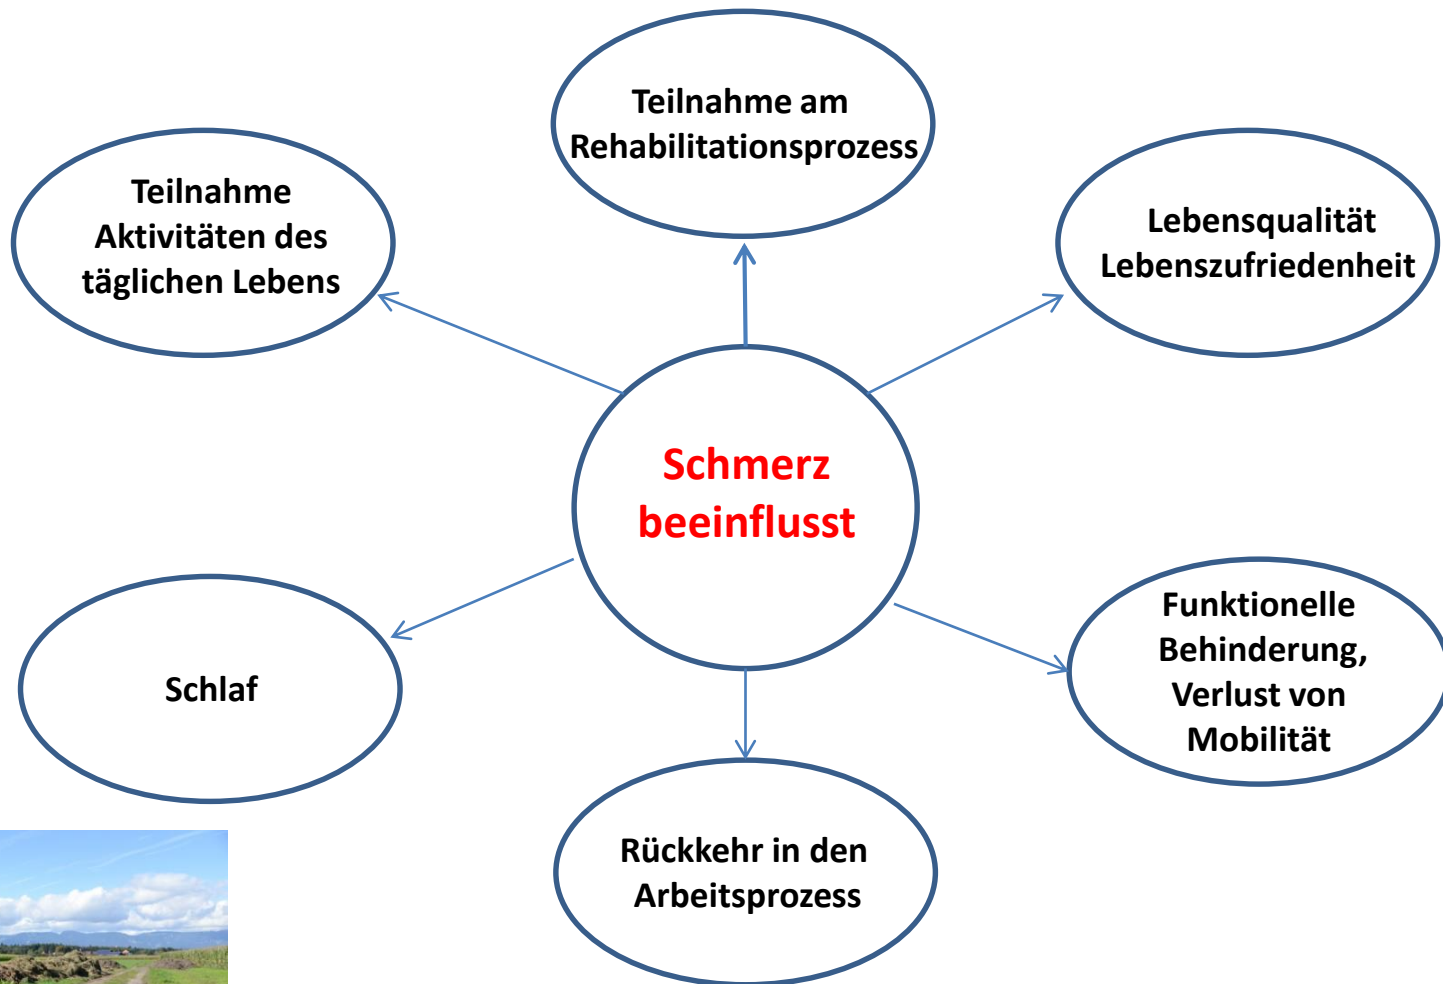 Teilnahme am
Rehabilitationsprozess
Teilnahme
Aktivitäten des
täglichen Lebens
Lebensqualität
Lebenszufriedenheit
Schmerz
beeinflusst
Schlaf
Funktionelle
Behinderung,
Verlust von
Mobilität
Rückkehr in den
Arbeitsprozess